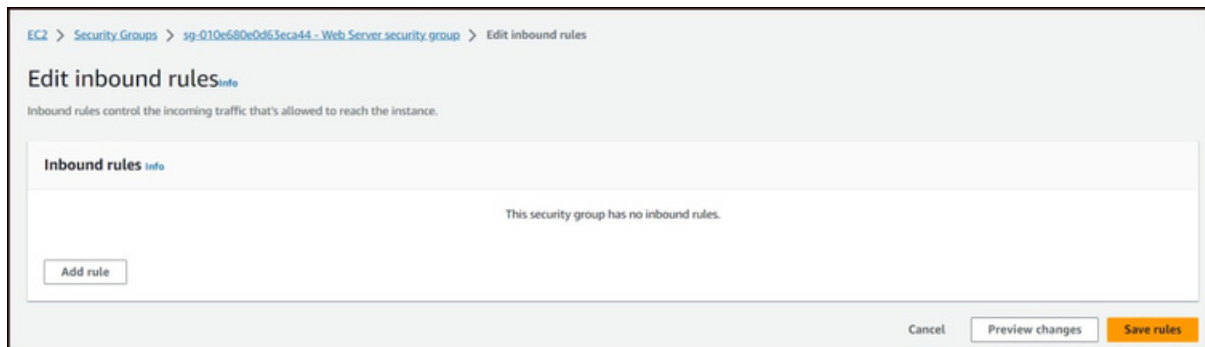 EC2 > Security Groups > sg-010e680e0d63eca44 - Web Server security group > Edit inbound rules
Edit inbound rules Info
Inbound rules control the incoming traffic that's allowed to reach the instance.
Inbound rules Info
This security group has no inbound rules.
Add rule
Cancel Preview changes Save rules